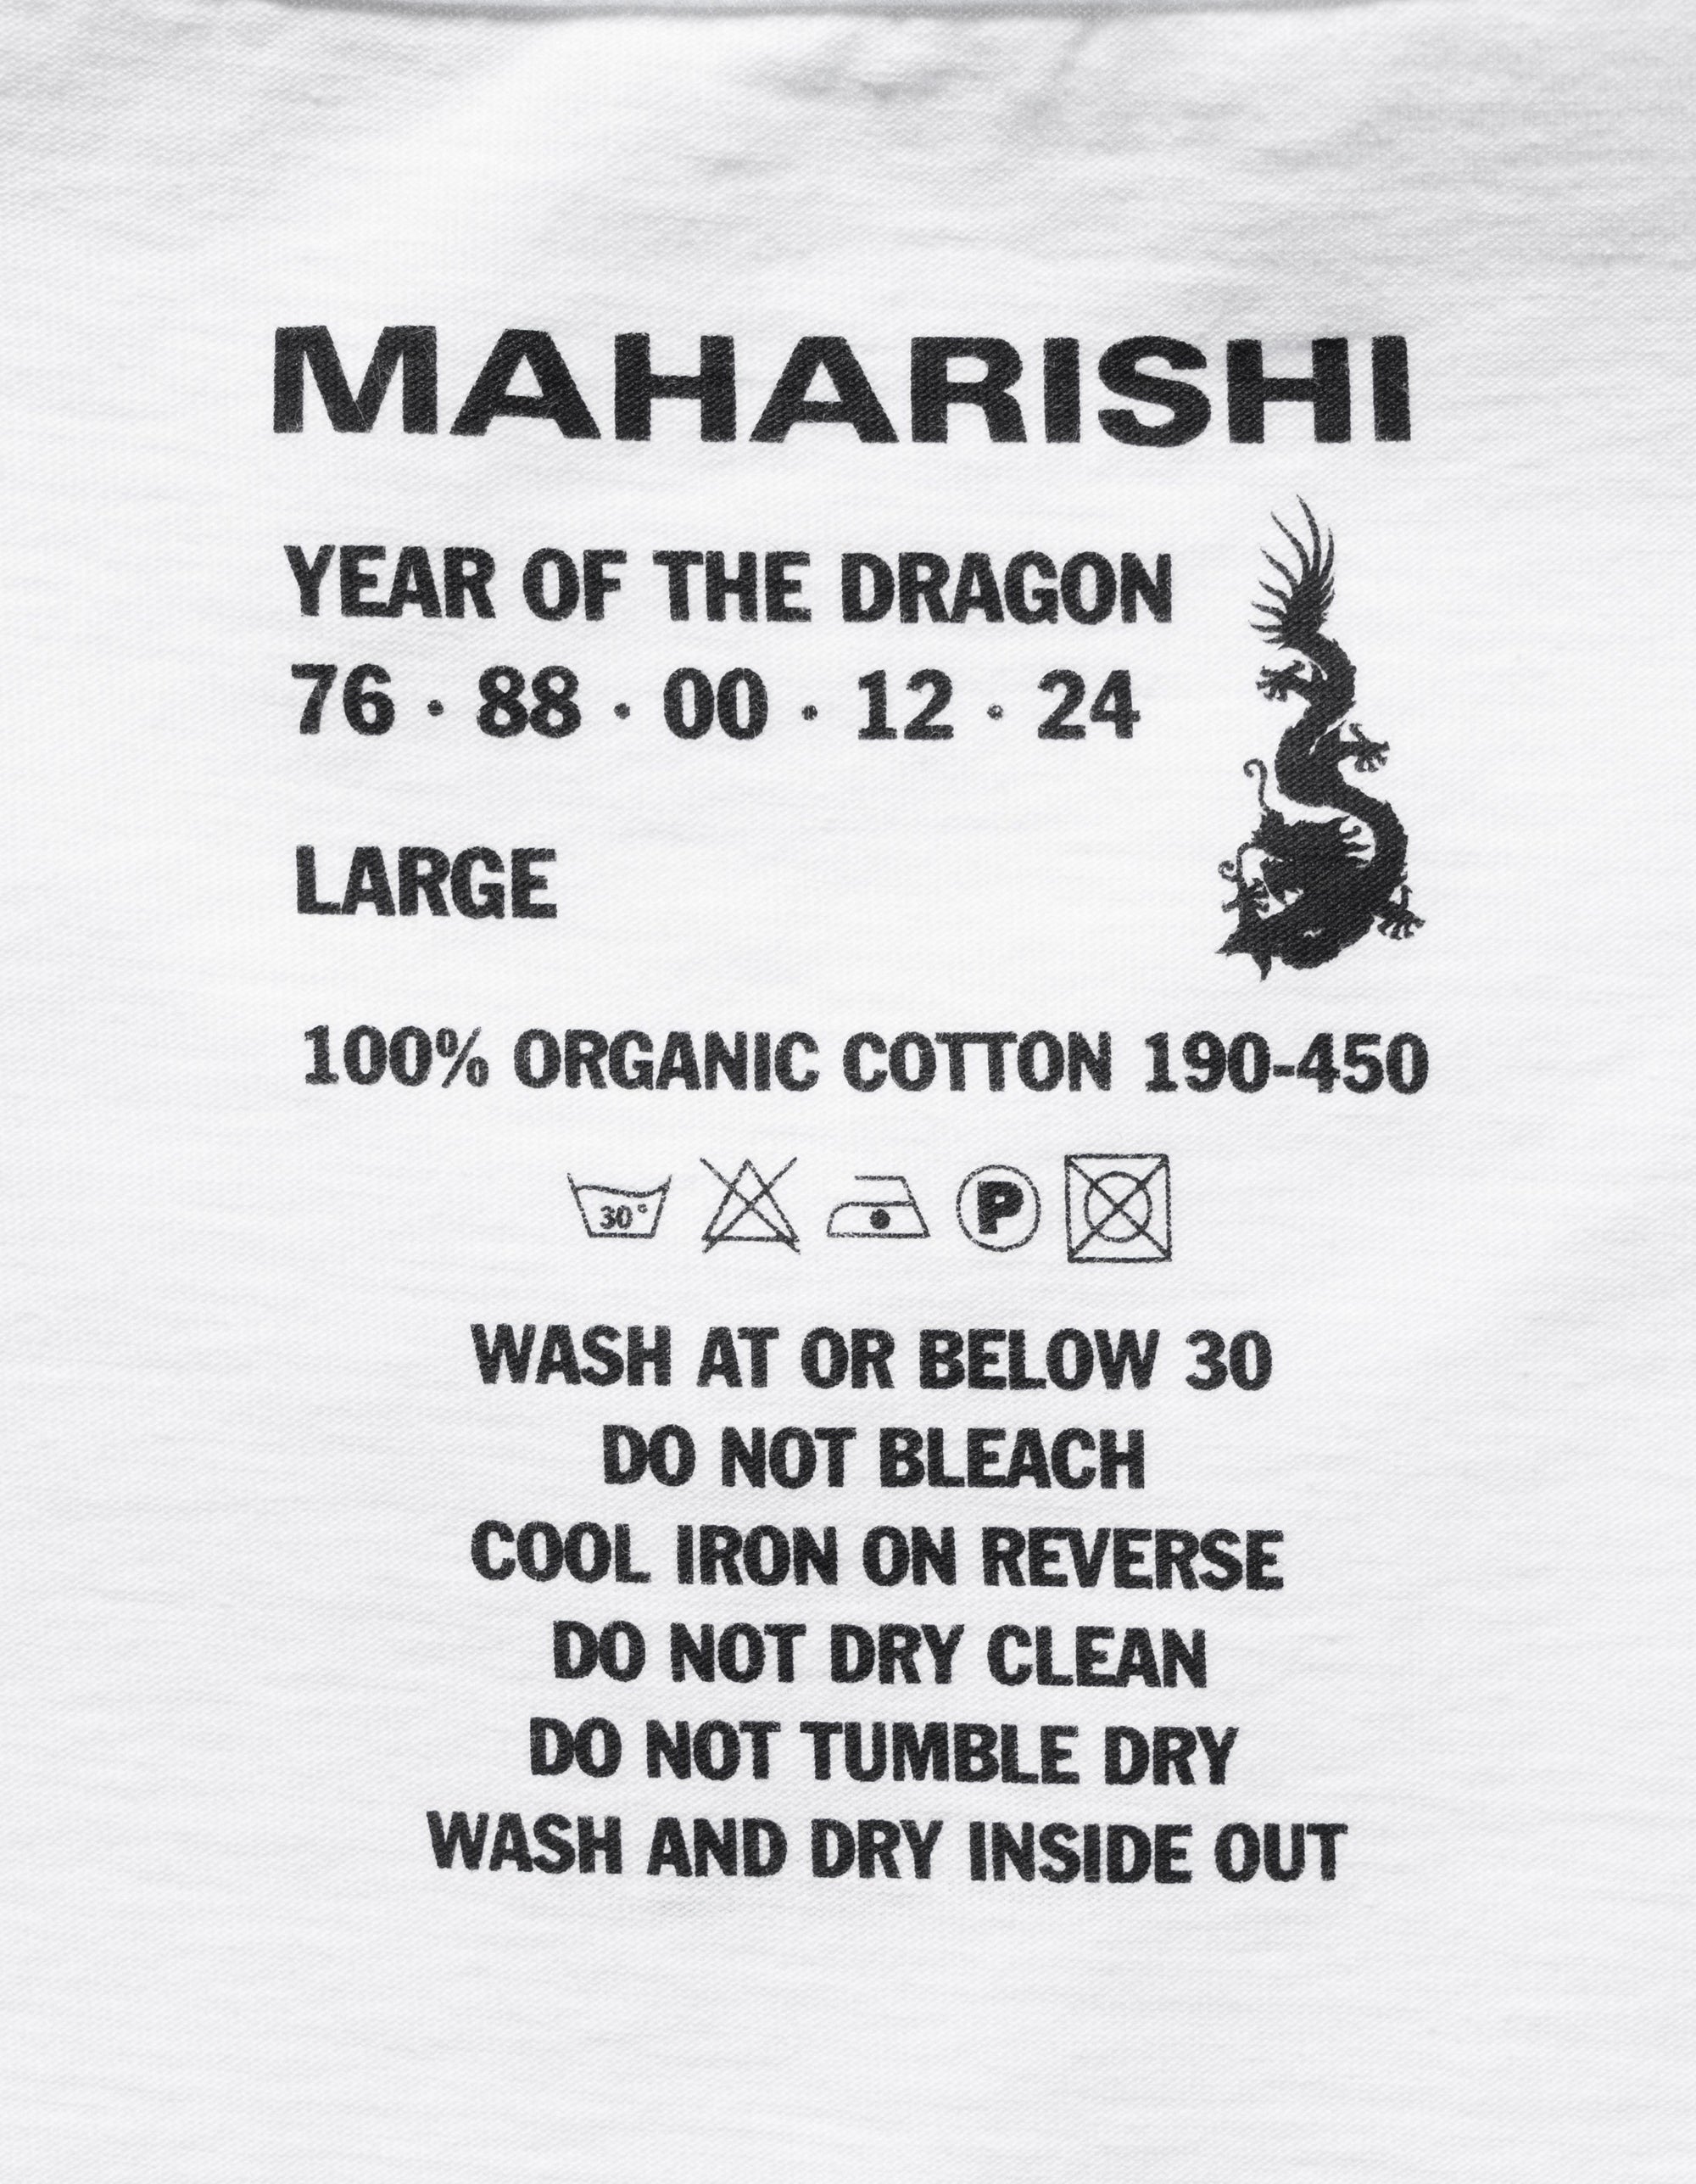 MAHARISHI
YEAR OF THE DRAGON
76 · 88 · 00 · 12 · 24
LARGE
100% ORGANIC COTTON 190-450
30° P
WASH AT OR BELOW 30
DO NOT BLEACH
COOL IRON ON REVERSE
DO NOT DRY CLEAN
DO NOT TUMBLE DRY
WASH AND DRY INSIDE OUT